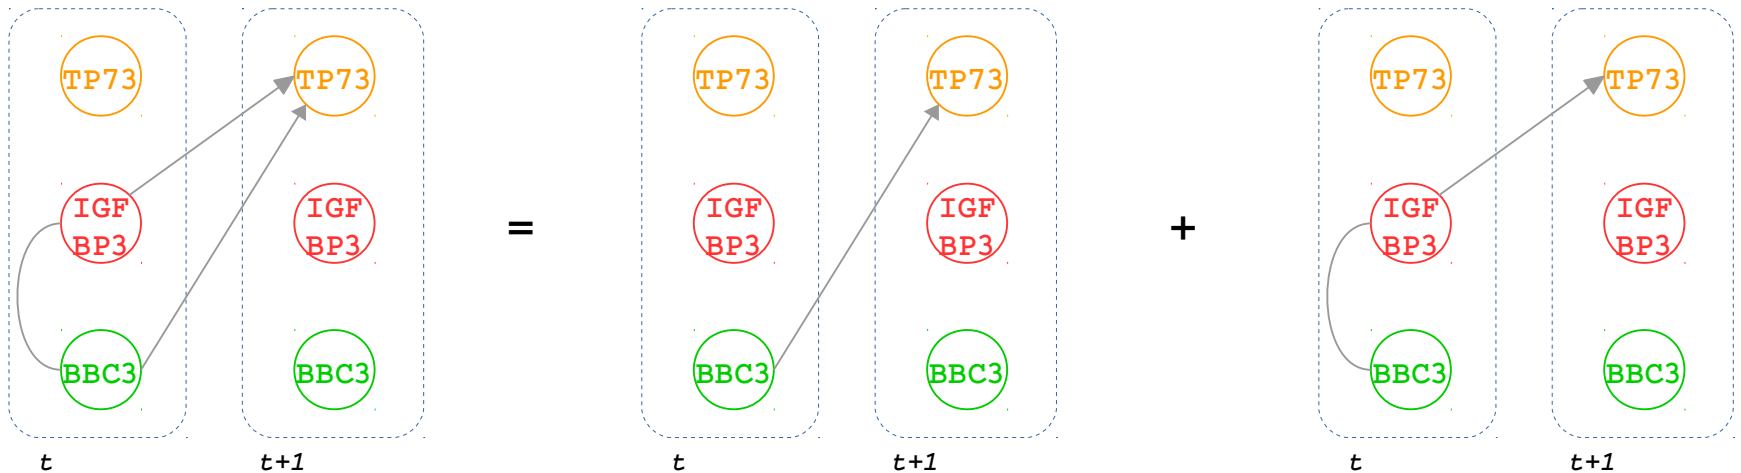 TP73 TP73 TP73 TP73 TP73 TP73
IGF IGF IGF IGF IGF IGF
BP3 BP3 = BP3 BP3 + BP3 BP3
BBC3 BBC3 BBC3 BBC3 BBC3 BBC3
t t+1 t t+1 t t+1